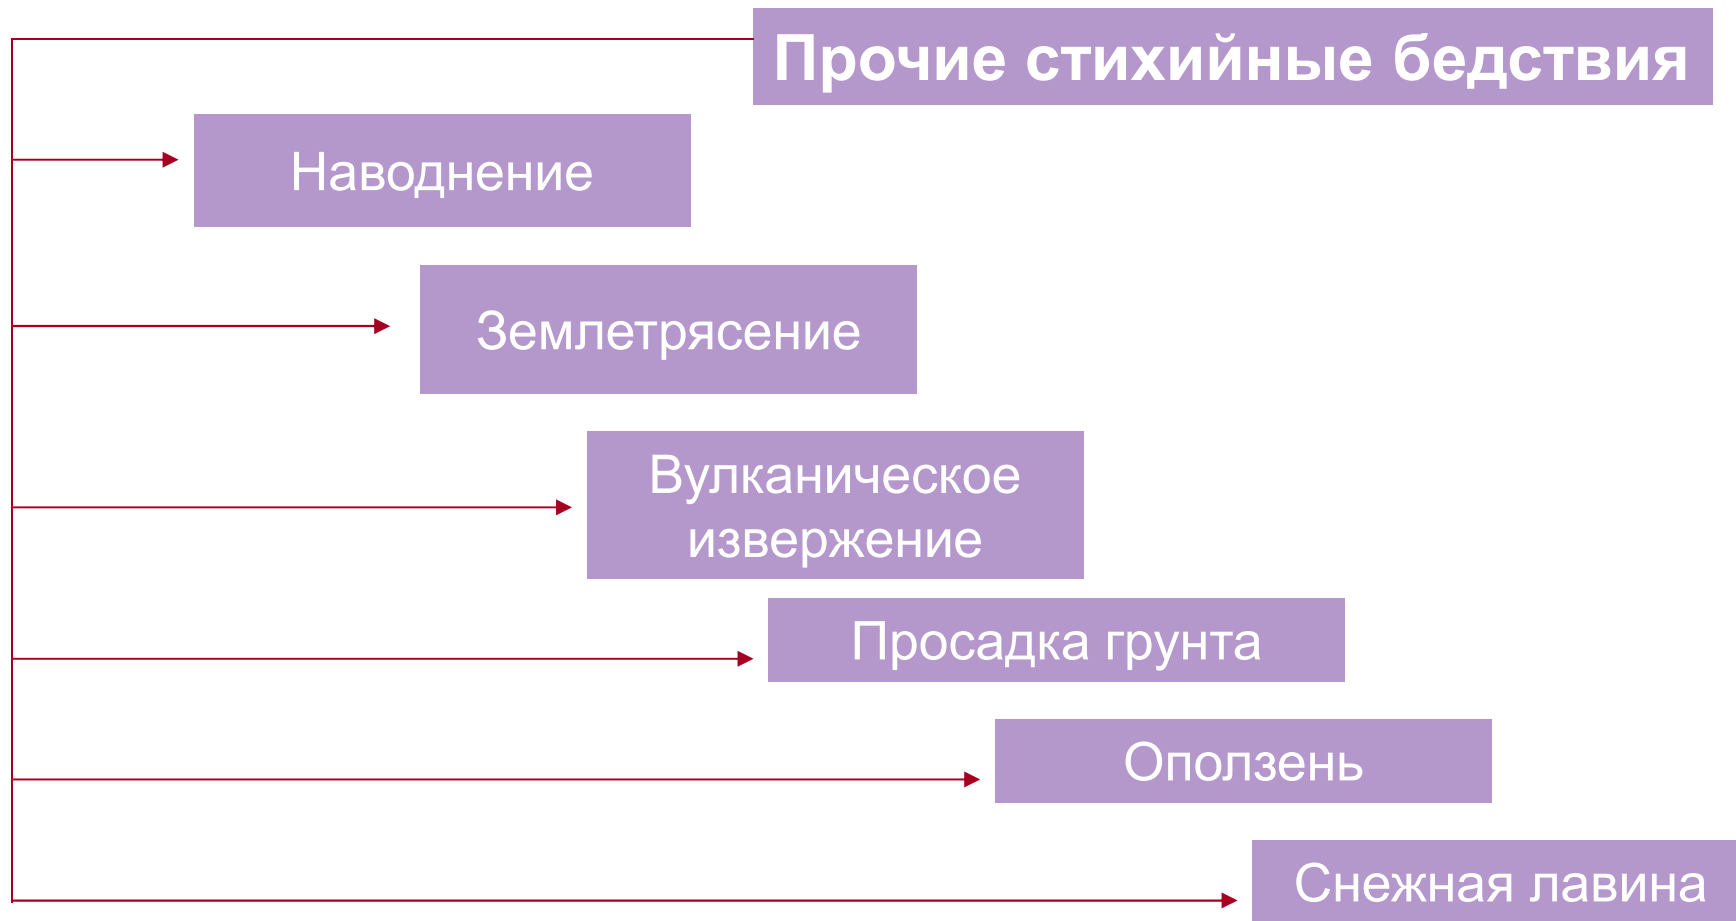 Прочие стихийные бедствия
Наводнение
Землетрясение
Вулканическое
извержение
Просадка грунта
Оползень
Снежная лавина